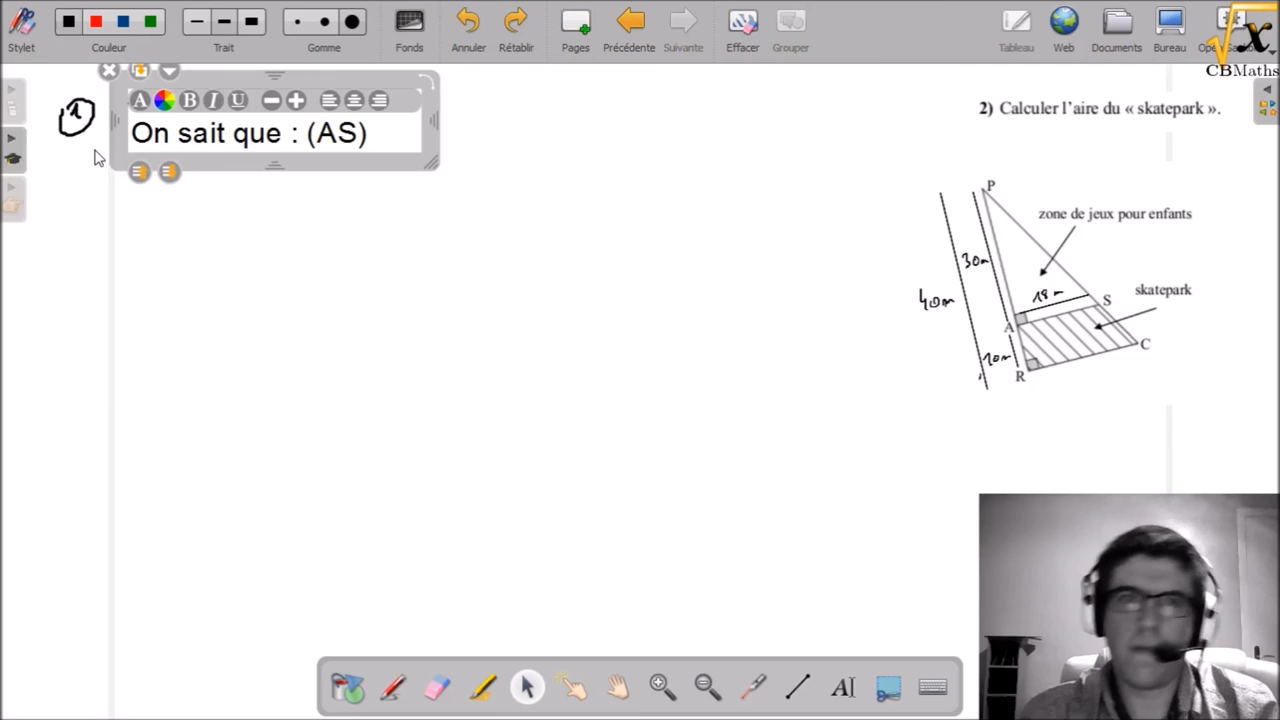 Stylet
Couleur
Trait
Gomme
Fonds
Annuler
Rétablir
Pages
Précédente
Suivante
Effacer
Grouper
Tableau
Web
Documents
Bureau
√x
CBMaths
1
A B I U
On sait que : (AS)
2) Calculer l'aire du « skatepark ».
P
zone de jeux pour enfants
30m
18 m
40m
S
skatepark
A
C
10m
R
AI